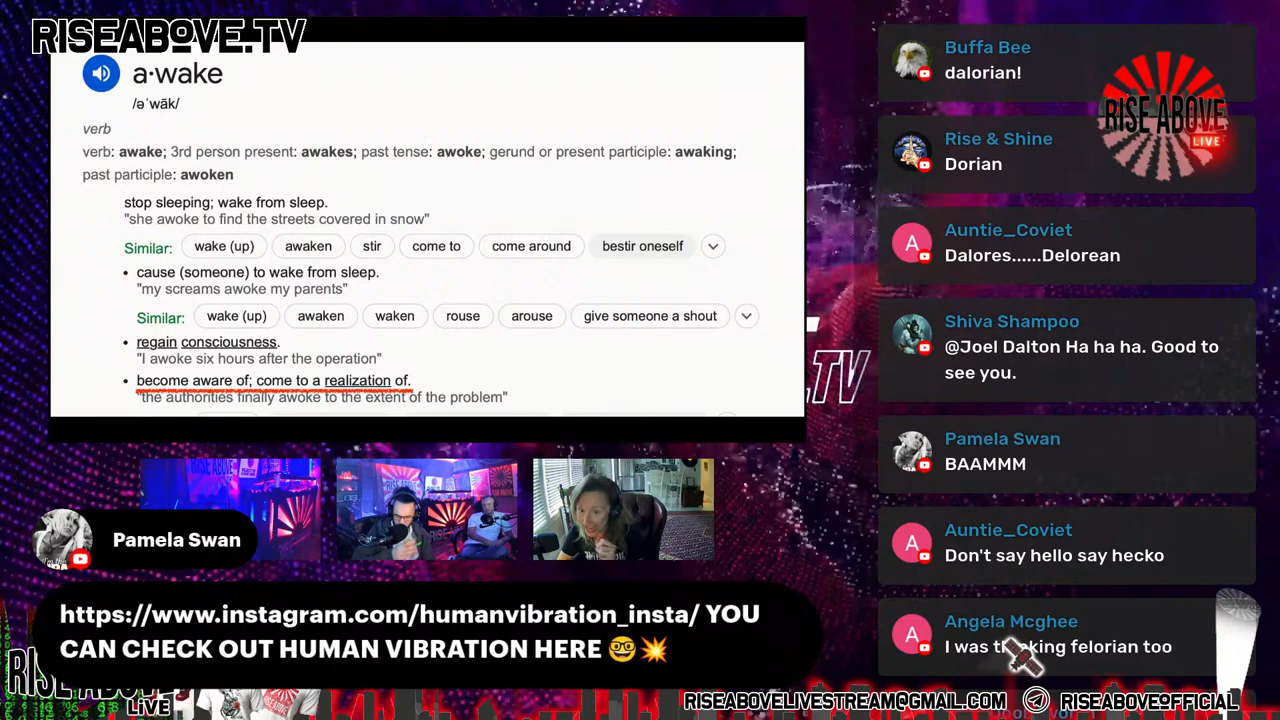 RISEABOVE.TV
a·wake
/əˈwāk/
verb
verb: awake; 3rd person present: awakes; past tense: awoke; gerund or present participle: awaking;
past participle: awoken
stop sleeping; wake from sleep.
"she awoke to find the streets covered in snow"
Similar: wake (up) awaken stir come to come around bestir oneself
• cause (someone) to wake from sleep.
"my screams awoke my parents"
Similar: wake (up) awaken waken rouse arouse give someone a shout
• regain consciousness.
"I awoke six hours after the operation"
• become aware of; come to a realization of.
"the authorities finally awoke to the extent of the problem"
Buffa Bee
dalorian!
RISE ABOVE
LIVE
Rise & Shine
Dorian
A
Auntie_Coviet
Dalores......Delorean
Shiva Shampoo
@Joel Dalton Ha ha ha. Good to
see you.
Pamela Swan
BAAMMM
A
Auntie_Coviet
Don't say hello say hecko
A
Angela Mcghee
I was thinking felorian too
.TV
Pamela Swan
https://www.instagram.com/humanvibration_insta/ YOU
CAN CHECK OUT HUMAN VIBRATION HERE 🤓💥
LIVE
RISEABOVELIVESTREAM@GMAIL.COM
RISEABOVE9FFICIAL